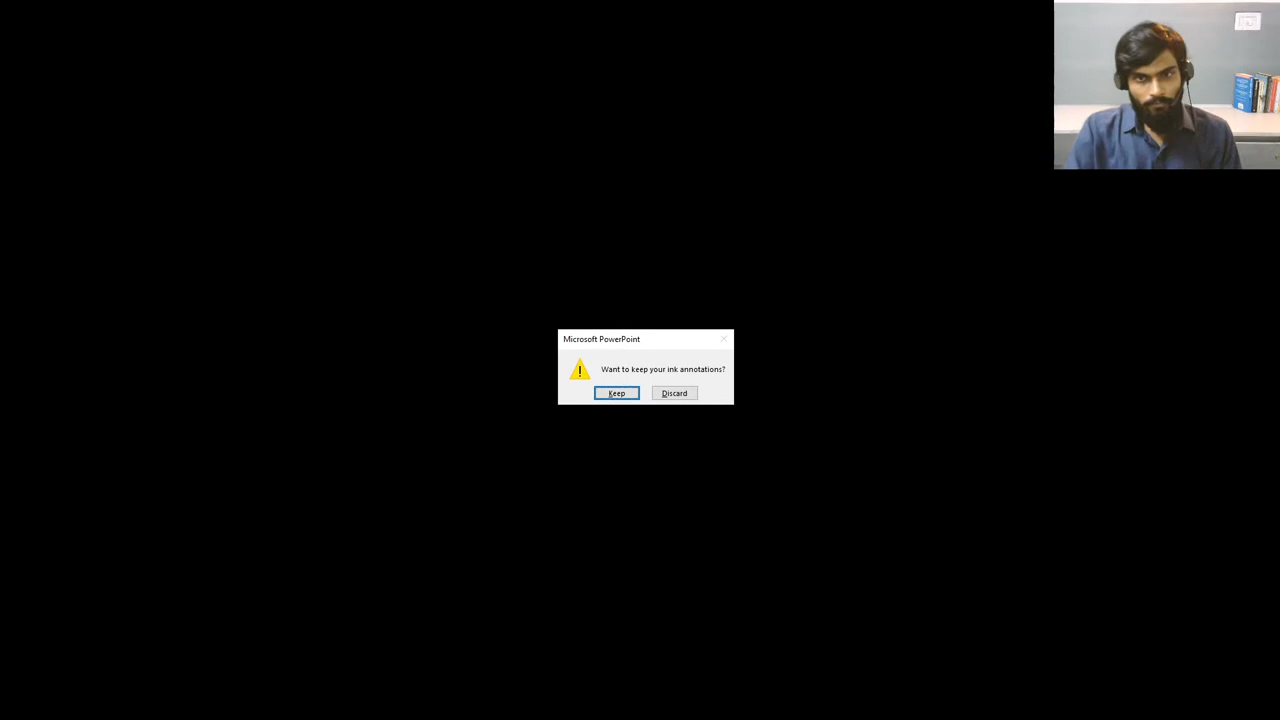 Microsoft PowerPoint
Want to keep your ink annotations?
Keep
Discard